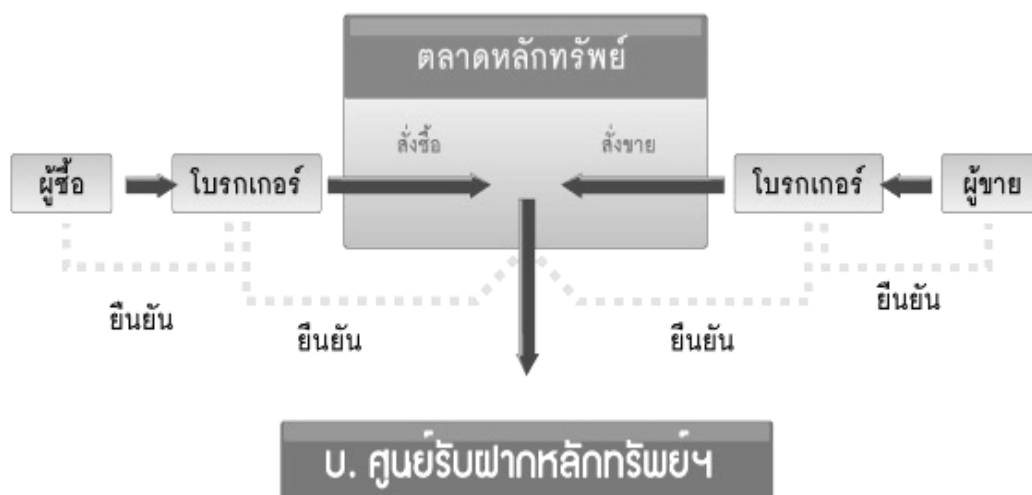 ตลาดหลักทรัพย์
สั่งซื้อ
สั่งขาย
ผู้ซื้อ
โบรกเกอร์
โบรกเกอร์
ผู้ขาย
ยืนยัน
ยืนยัน
ยืนยัน
ยืนยัน
บ. ศูนย์รับฝากหลักทรัพย์ฯ